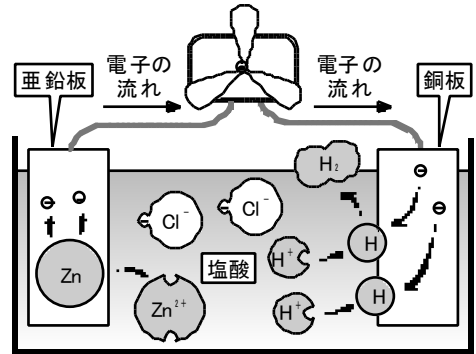 亜鉛板
電子の
流れ
電子の
流れ
銅板
H₂
⊖
⊖
⊖
⊖
Cl⁻
Cl⁻
H
H⁺
塩酸
Zn
Zn²⁺
H⁺
H